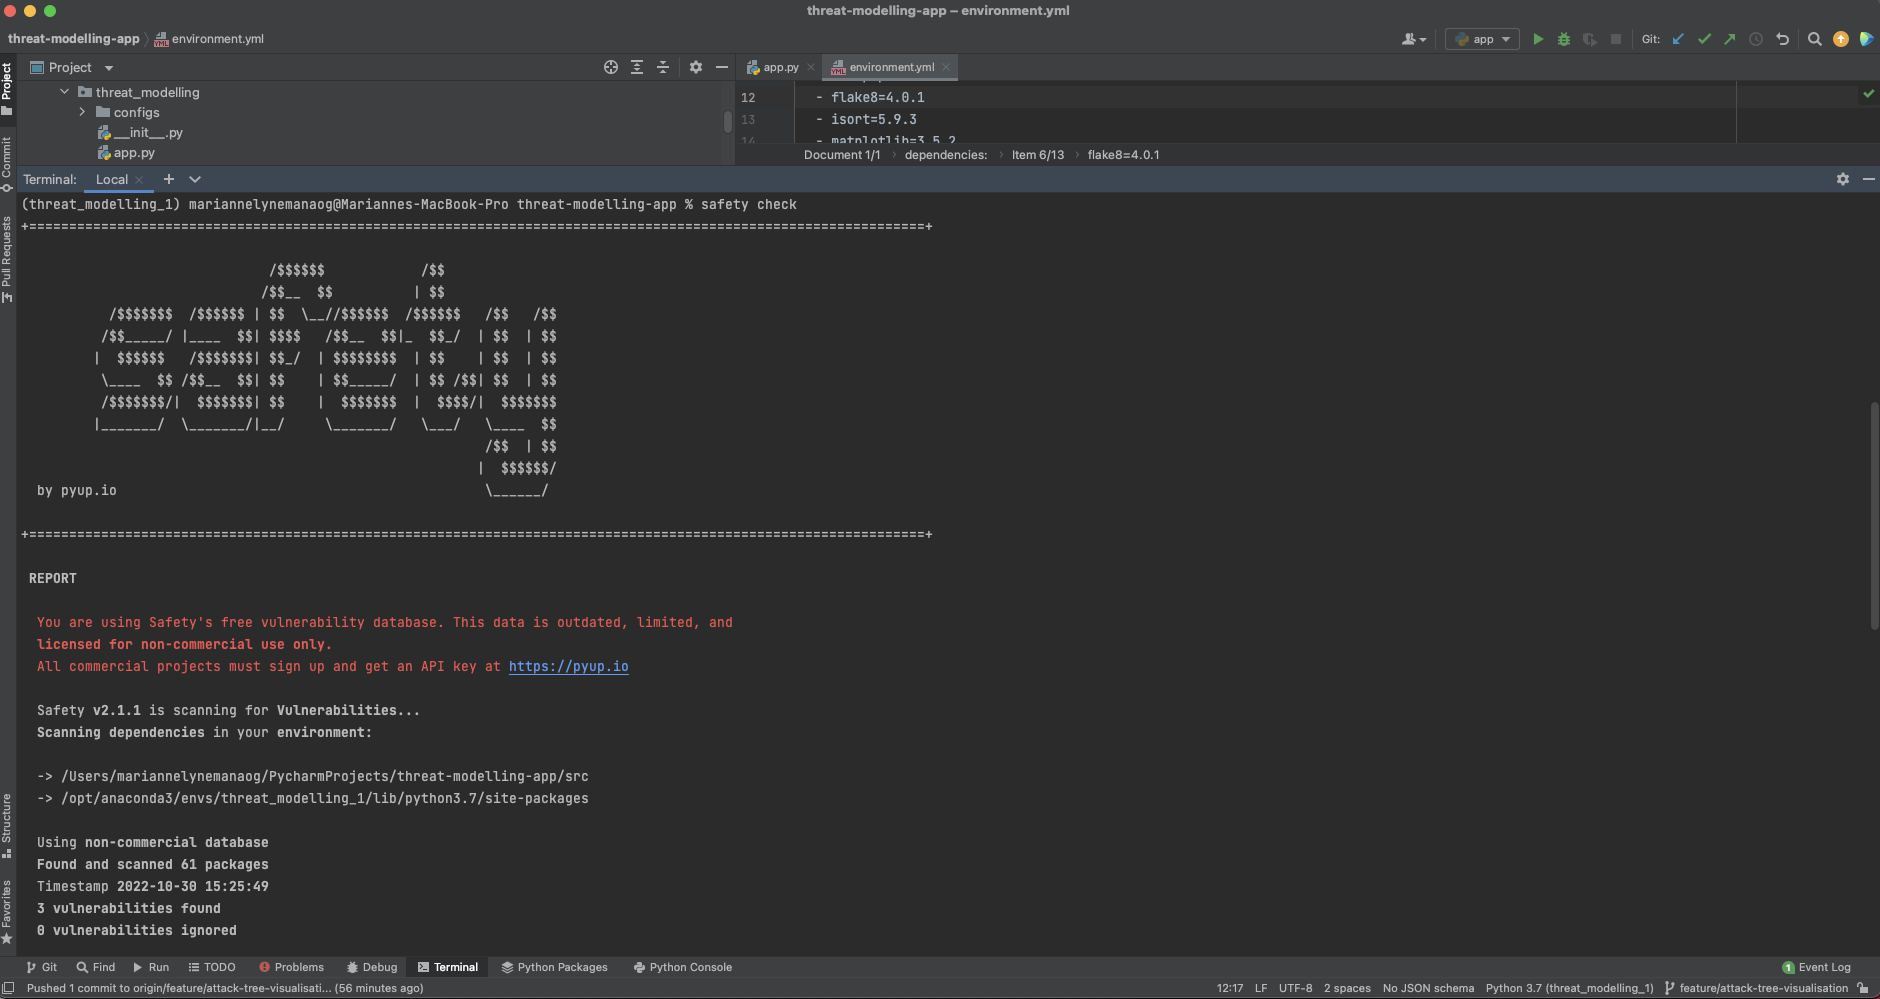 threat-modelling-app – environment.yml
threat-modelling-app 〉 environment.yml
app
Git:
Project
app.py
environment.yml
threat_modelling
configs
__init__.py
app.py
12 - flake8=4.0.1
13 - isort=5.9.3
14 - matplotlib=3.5.2
Document 1/1 › dependencies: › Item 6/13 › flake8=4.0.1
Project
Commit
Pull Requests
Structure
Favorites
Terminal: Local
(threat_modelling_1) mariannelynemanaog@Mariannes-MacBook-Pro threat-modelling-app % safety check
+================================================================================================================+
                               /$$$$$$            /$$
                              /$$__  $$          | $$
           /$$$$$$$  /$$$$$$ | $$  \__//$$$$$$  /$$$$$$   /$$   /$$
          /$$_____/ |____  $$| $$$$   /$$__  $$|_  $$_/  | $$  | $$
         |  $$$$$$   /$$$$$$$| $$_/  | $$$$$$$$  | $$    | $$  | $$
          \____  $$ /$$__  $$| $$    | $$_____/  | $$ /$$| $$  | $$
          /$$$$$$$/|  $$$$$$$| $$    |  $$$$$$$  |  $$$$/|  $$$$$$$
         |_______/  \_______/|__/     \_______/   \___/   \____  $$
                                                          /$$  | $$
                                                         |  $$$$$$/
  by pyup.io                                              \______/
+================================================================================================================+
REPORT
You are using Safety's free vulnerability database. This data is outdated, limited, and
licensed for non-commercial use only.
All commercial projects must sign up and get an API key at https://pyup.io
Safety v2.1.1 is scanning for Vulnerabilities...
Scanning dependencies in your environment:
-> /Users/mariannelynemanaog/PycharmProjects/threat-modelling-app/src
-> /opt/anaconda3/envs/threat_modelling_1/lib/python3.7/site-packages
Using non-commercial database
Found and scanned 61 packages
Timestamp 2022-10-30 15:25:49
3 vulnerabilities found
0 vulnerabilities ignored
Git Find Run TODO Problems Debug Terminal Python Packages Python Console 1 Event Log
Pushed 1 commit to origin/feature/attack-tree-visualisati... (56 minutes ago) 12:17 LF UTF-8 2 spaces No JSON schema Python 3.7 (threat_modelling_1) feature/attack-tree-visualisation